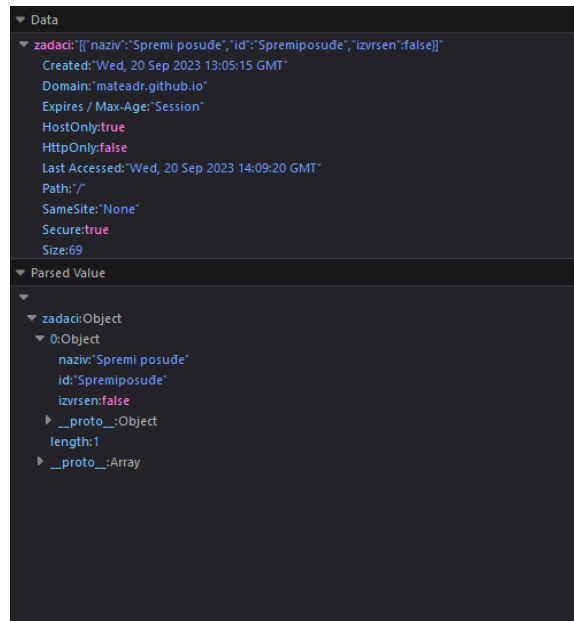 Data
zadaci:"[{"naziv":"Spremi posuđe","id":"Spremiposuđe","izvrsen":false}]"
Created:"Wed, 20 Sep 2023 13:05:15 GMT"
Domain:"mateadr.github.io"
Expires / Max-Age:"Session"
HostOnly:true
HttpOnly:false
Last Accessed:"Wed, 20 Sep 2023 14:09:20 GMT"
Path:"/"
SameSite:"None"
Secure:true
Size:69
Parsed Value
zadaci:Object
0:Object
naziv:"Spremi posuđe"
id:"Spremiposuđe"
izvrsen:false
__proto__:Object
length:1
__proto__:Array